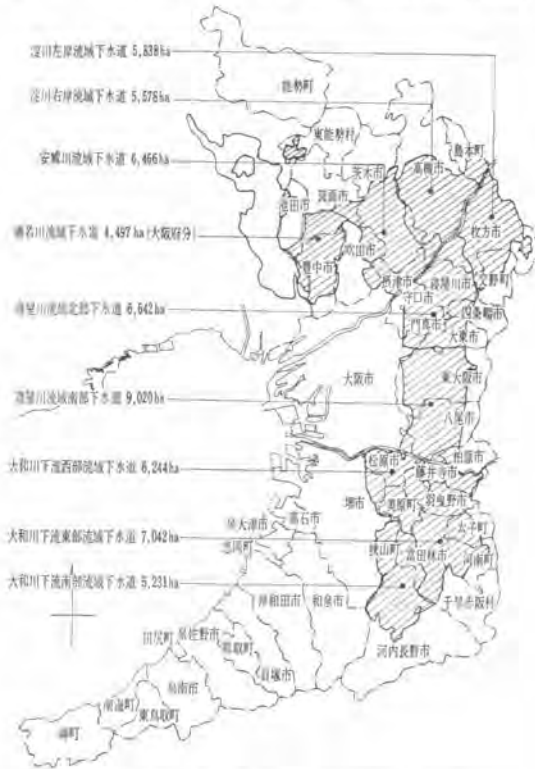 淀川左岸流域下水道 5,838ha
淀川右岸流域下水道 5,578ha
安威川流域下水道 6,466ha
猪名川流域下水道 4,497ha(大阪府分)
寝屋川流域北部下水道 6,642ha
寝屋川流域南部下水道 9,020ha
大和川下流西部流域下水道 6,244ha
大和川下流東部流域下水道 7,042ha
大和川下流南部流域下水道 5,231ha
能勢町
東能勢村
島本町
高槻市
茨木市
箕面市
池田市
枚方市
吹田市
豊中市
摂津市
寝屋川市
交野町
守口市
四条畷市
門真市
大東市
大阪市
東大阪市
八尾市
柏原市
松原市
藤井寺市
堺市
美原町
羽曳野市
高石市
泉大津市
太子町
忠岡町
狭山町
富田林市
河南町
千早赤阪村
岸和田市
和泉市
河内長野市
田尻町
泉佐野市
熊取町
貝塚市
泉南市
南海町
東鳥取町
岬町